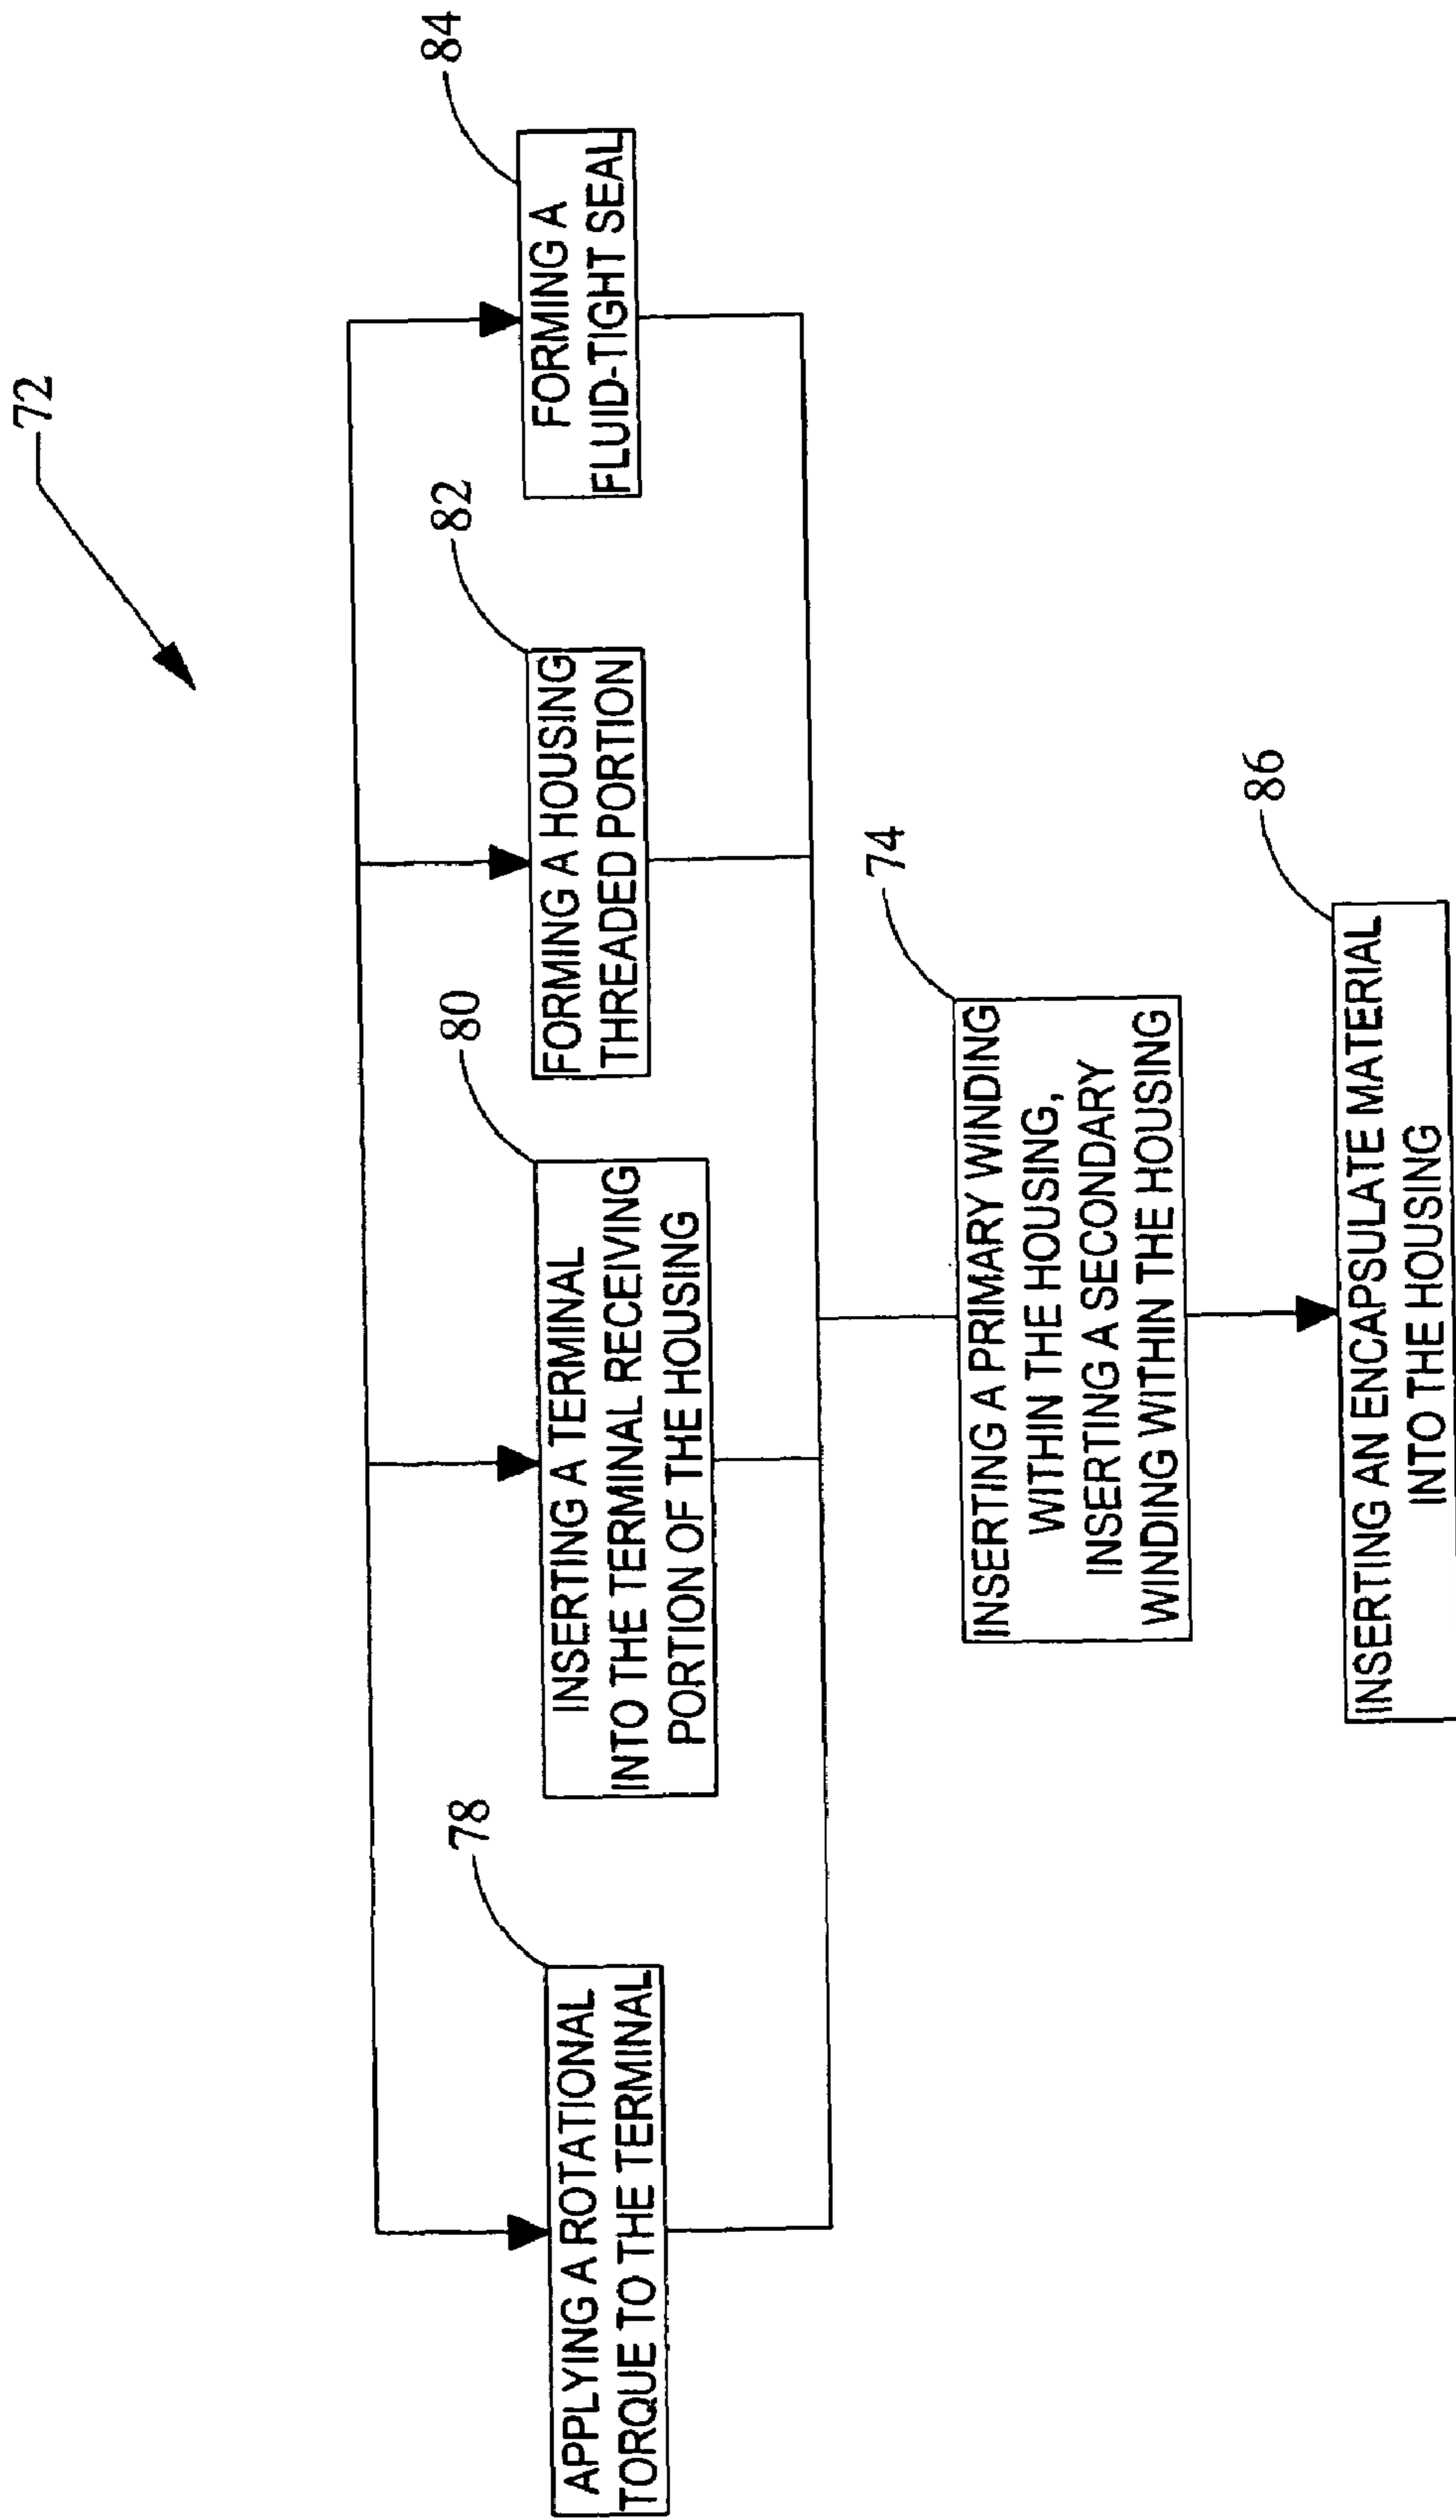 72
78
APPLYING A ROTATIONAL
TORQUE TO THE TERMINAL
80
INSERTING A TERMINAL
INTO THE TERMINAL RECEIVING
PORTION OF THE HOUSING
82
FORMING A HOUSING
THREADED PORTION
84
FORMING A
FLUID-TIGHT SEAL
74
INSERTING A PRIMARY WINDING
WITHIN THE HOUSING,
INSERTING A SECONDARY
WINDING WITHIN THE HOUSING
86
INSERTING AN ENCAPSULATE MATERIAL
INTO THE HOUSING